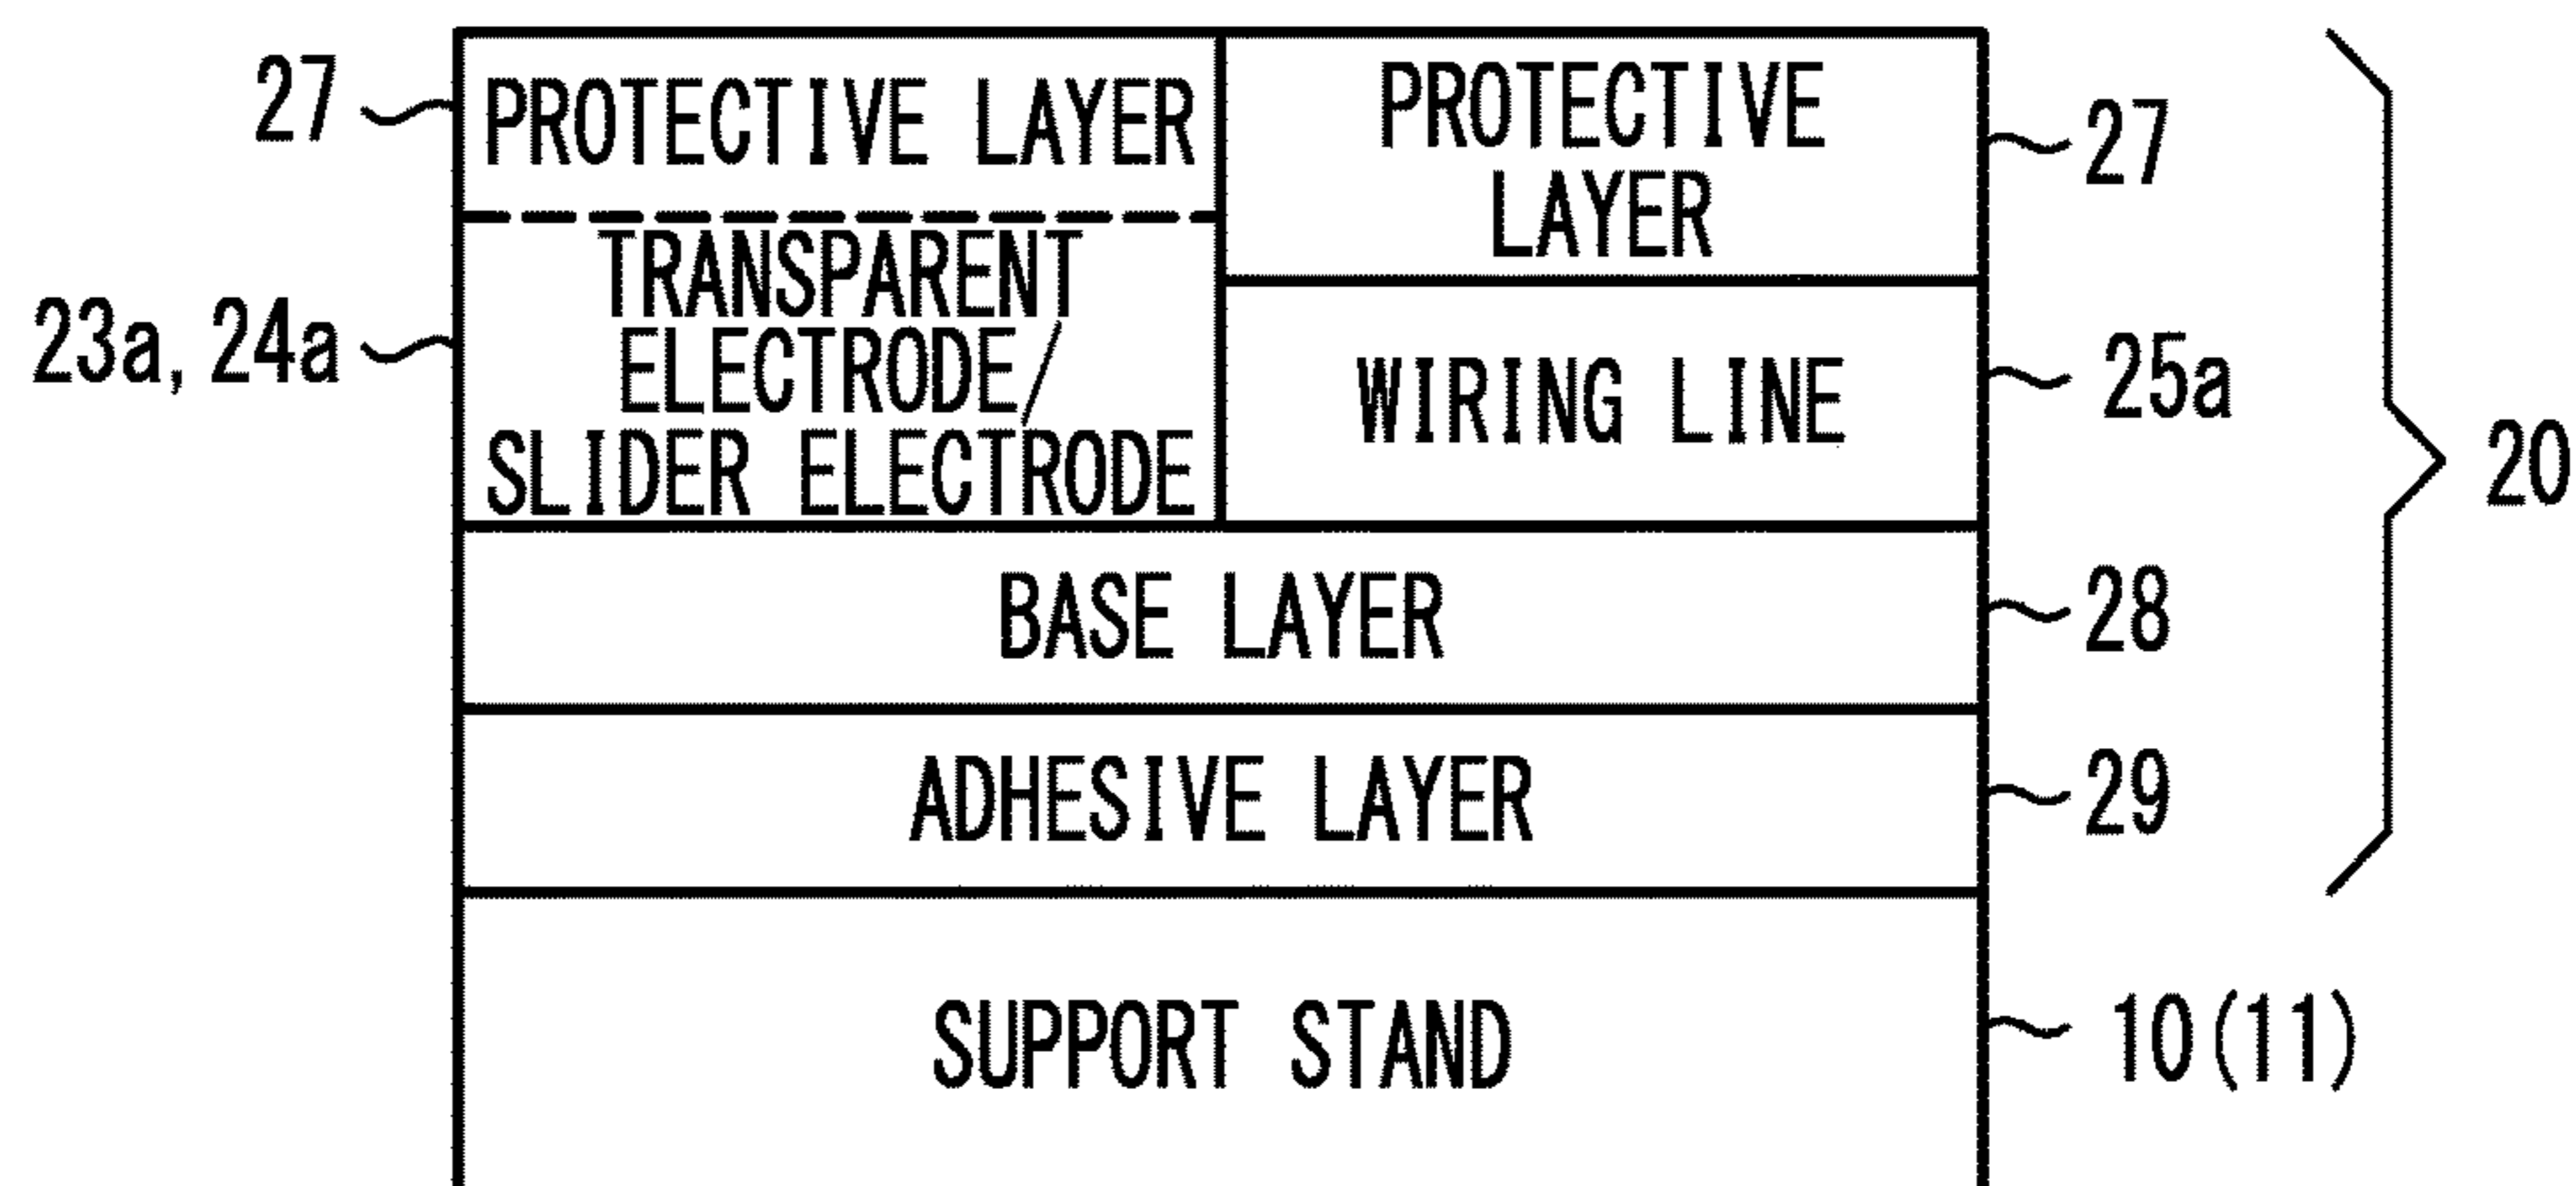 27
PROTECTIVE LAYER
PROTECTIVE
LAYER
27
23a, 24a
TRANSPARENT
ELECTRODE/
SLIDER ELECTRODE
WIRING LINE
25a
20
BASE LAYER
28
ADHESIVE LAYER
29
SUPPORT STAND
10(11)